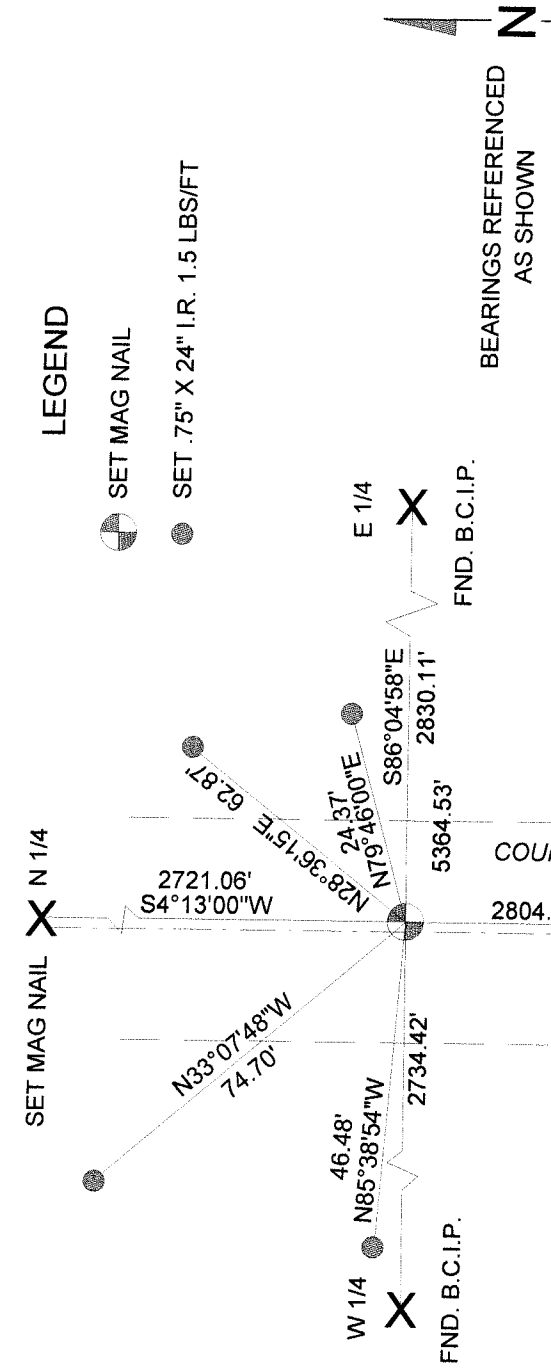 LEGEND
SET MAG NAIL
SET .75" X 24" I.R. 1.5 LBS/FT
SET MAG NAIL
X N 1/4
2721.06'
S4°13'00"W
N28°36'15"E 62.87'
N33°07'48"W
74.70'
24.37'
N79°46'00"E
46.48'
N85°38'54"W
W 1/4
X
FND. B.C.I.P.
2734.42'
S86°04'58"E
2830.11'
5364.53'
E 1/4
X
FND. B.C.I.P.
2804.
N
BEARINGS REFERENCED
AS SHOWN